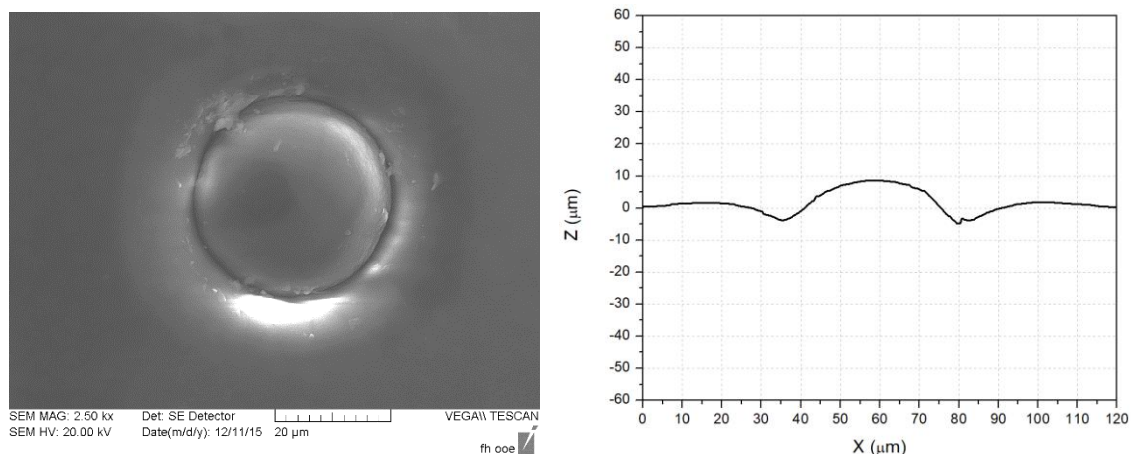 SEM MAG: 2.50 kx Det: SE Detector VEGA\\ TESCAN
SEM HV: 20.00 kV Date(m/d/y): 12/11/15 20 µm
fh ooe
60
50
40
30
20
10
0
-10
-20
-30
-40
-50
-60
Z (µm)
0 10 20 30 40 50 60 70 80 90 100 110 120
X (µm)